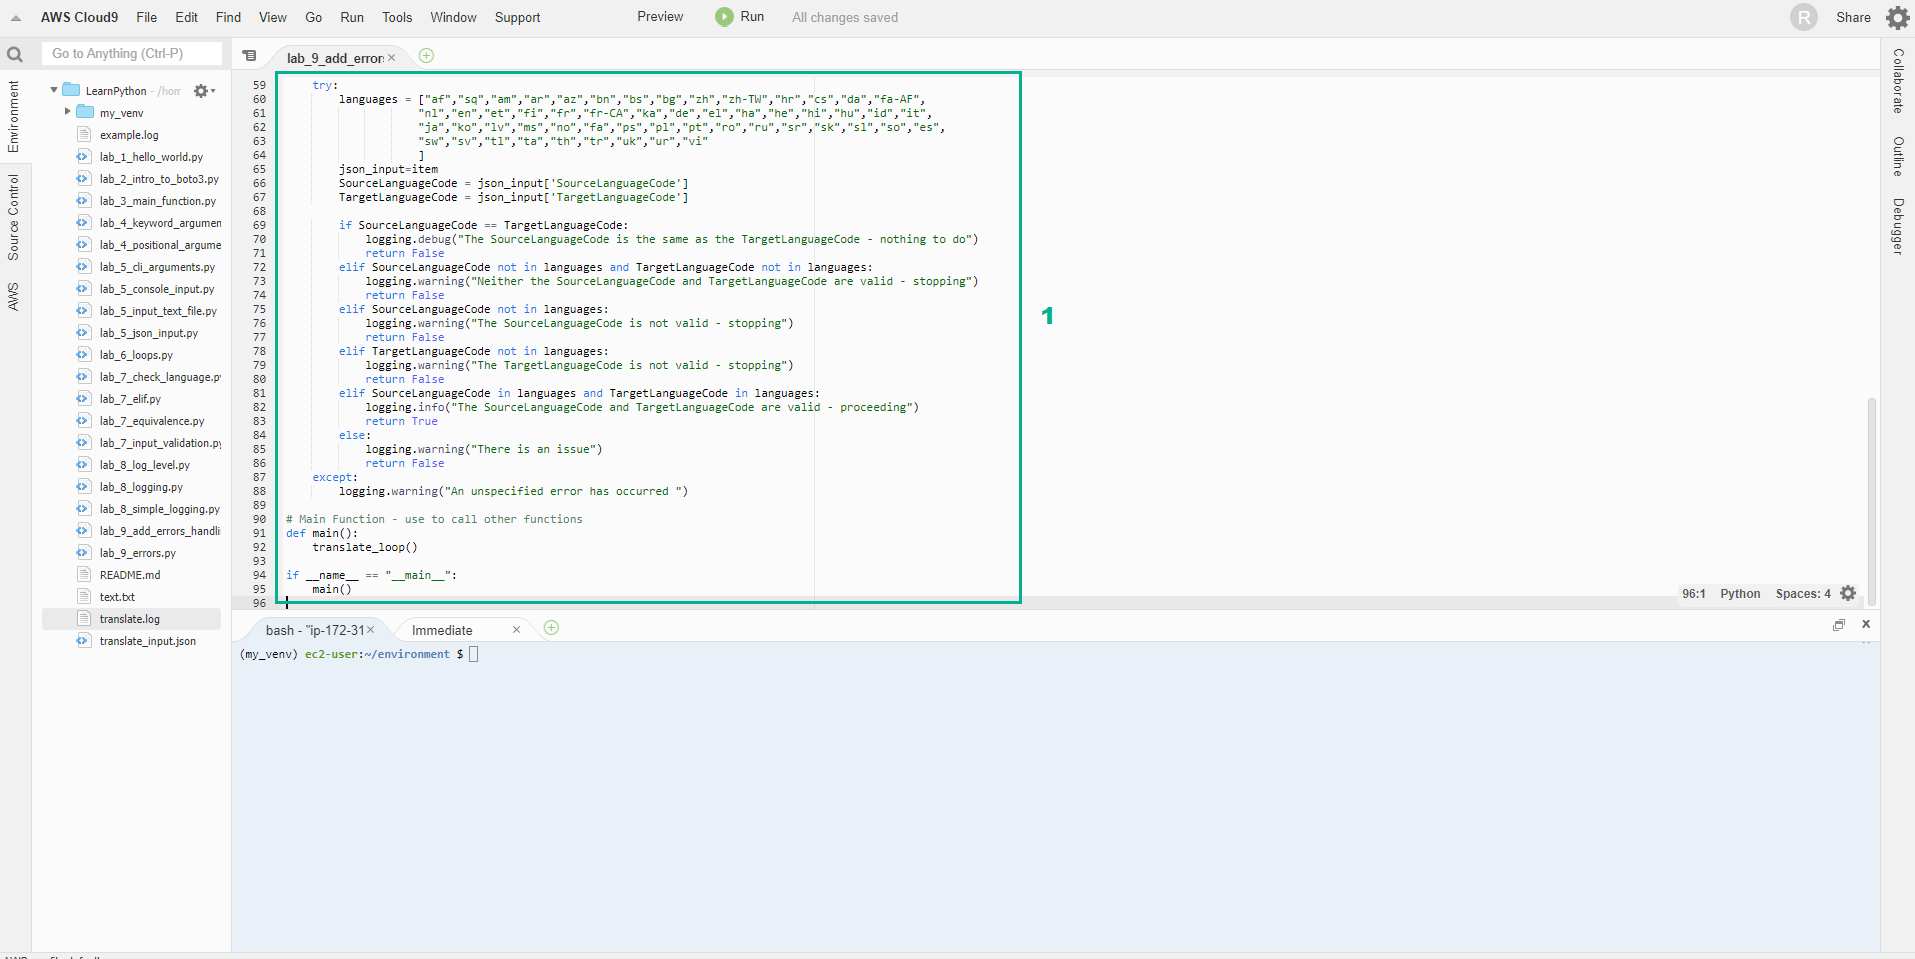 AWS Cloud9 File Edit Find View Go Run Tools Window Support Preview Run All changes saved R Share
Go to Anything (Ctrl-P)
lab_9_add_error
Environment
Source Control
AWS
LearnPython - /hom
my_venv
example.log
lab_1_hello_world.py
lab_2_intro_to_boto3.py
lab_3_main_function.py
lab_4_keyword_argumen
lab_4_positional_argume
lab_5_cli_arguments.py
lab_5_console_input.py
lab_5_input_text_file.py
lab_5_json_input.py
lab_6_loops.py
lab_7_check_language.py
lab_7_elif.py
lab_7_equivalence.py
lab_7_input_validation.py
lab_8_log_level.py
lab_8_logging.py
lab_8_simple_logging.py
lab_9_add_errors_handli
lab_9_errors.py
README.md
text.txt
translate.log
translate_input.json
59 try:
60 languages = ["af","sq","am","ar","az","bn","bs","bg","zh","zh-TW","hr","cs","da","fa-AF",
61 "nl","en","et","fi","fr","fr-CA","ka","de","el","ha","he","hi","hu","id","it",
62 "ja","ko","lv","ms","no","fa","ps","pl","pt","ro","ru","sr","sk","sl","so","es",
63 "sw","sv","tl","ta","th","tr","uk","ur","vi"
64 ]
65 json_input=item
66 SourceLanguageCode = json_input['SourceLanguageCode']
67 TargetLanguageCode = json_input['TargetLanguageCode']
68
69 if SourceLanguageCode == TargetLanguageCode:
70 logging.debug("The SourceLanguageCode is the same as the TargetLanguageCode - nothing to do")
71 return False
72 elif SourceLanguageCode not in languages and TargetLanguageCode not in languages:
73 logging.warning("Neither the SourceLanguageCode and TargetLanguageCode are valid - stopping")
74 return False
75 elif SourceLanguageCode not in languages:
76 logging.warning("The SourceLanguageCode is not valid - stopping")
77 return False
78 elif TargetLanguageCode not in languages:
79 logging.warning("The TargetLanguageCode is not valid - stopping")
80 return False
81 elif SourceLanguageCode in languages and TargetLanguageCode in languages:
82 logging.info("The SourceLanguageCode and TargetLanguageCode are valid - proceeding")
83 return True
84 else:
85 logging.warning("There is an issue")
86 return False
87 except:
88 logging.warning("An unspecified error has occurred ")
89
90 # Main Function - use to call other functions
91 def main():
92 translate_loop()
93
94 if __name__ == "__main__":
95 main()
96
1
96:1 Python Spaces: 4
Collaborate
Outline
Debugger
bash - "ip-172-31 Immediate
(my_venv) ec2-user:~/environment $